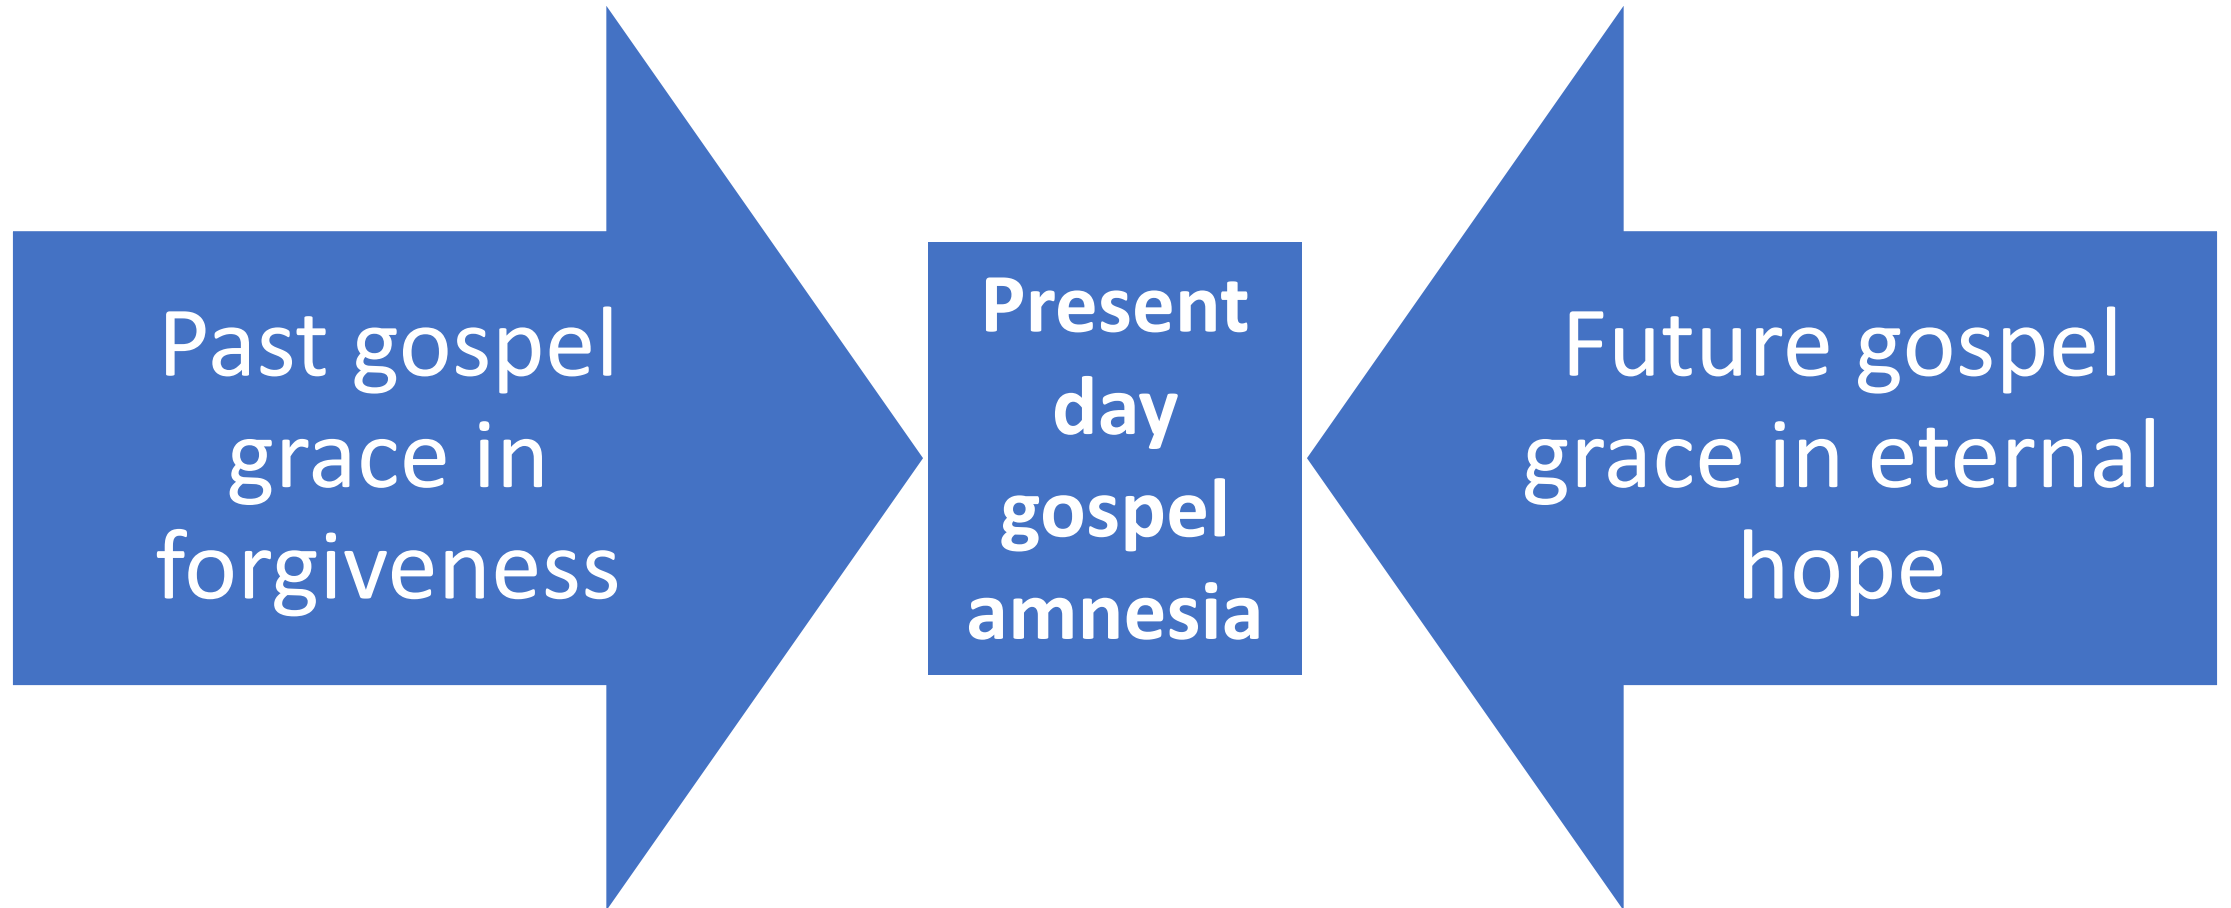 Past gospel
grace in
forgiveness
Present
day
gospel
amnesia
Future gospel
grace in eternal
hope